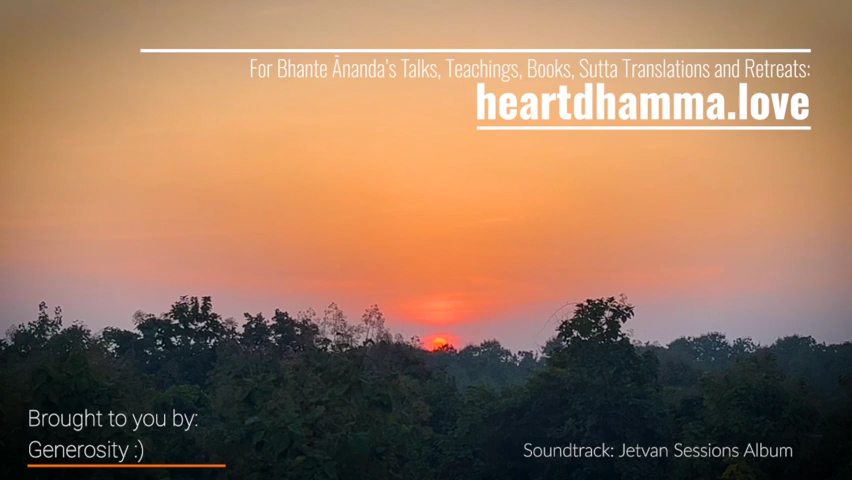 For Bhante Ānanda's Talks, Teachings, Books, Sutta Translations and Retreats:
heartdhamma.love
Brought to you by:
Generosity :)
Soundtrack: Jetvan Sessions Album